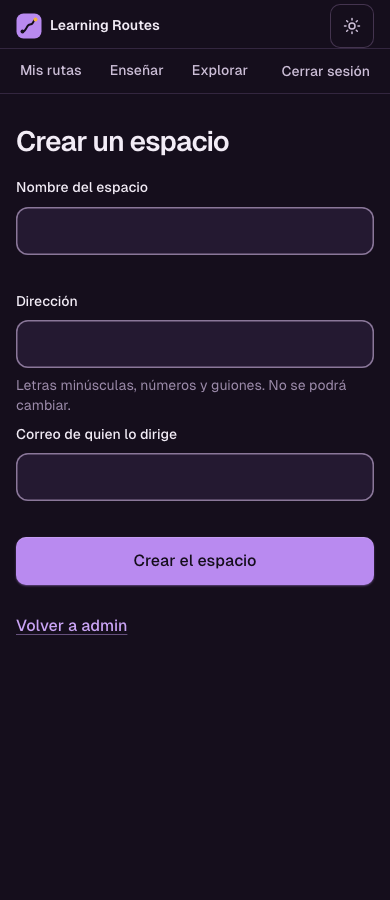 Learning Routes
Mis rutas Enseñar Explorar Cerrar sesión
Crear un espacio
Nombre del espacio
Dirección
Letras minúsculas, números y guiones. No se podrá
cambiar.
Correo de quien lo dirige
Crear el espacio
Volver a admin